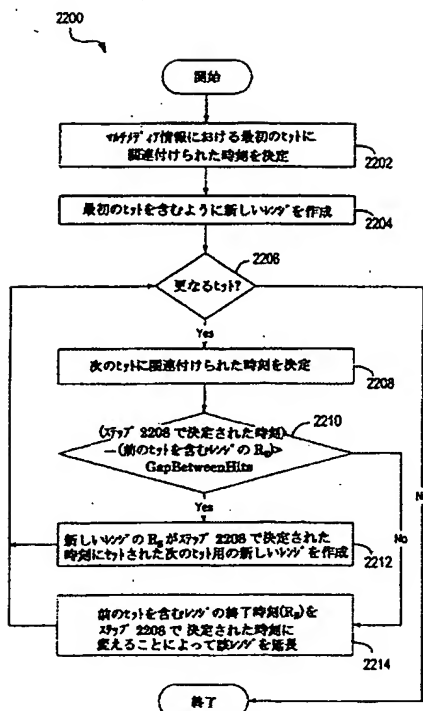 2200
開始
マルチメディア情報における最初のヒットに
関連付けられた時刻を決定
2202
最初のヒットを含むように新しいレンジを作成
2204
2206
更なるヒット?
Yes
次のヒットに関連付けられた時刻を決定
2208
2210
(ステップ 2208 で決定された時刻)
―(前のヒットを含むレンジの RE)>
GapBetweenHits
No
Yes
No
新しいレンジの RS がステップ 2208 で決定された
時刻にセットされた次のヒット用の新しいレンジを作成
2212
前のヒットを含むレンジの終了時刻(RE)を
ステップ 2208 で決定された時刻に
変えることによって該レンジを延長
2214
終了